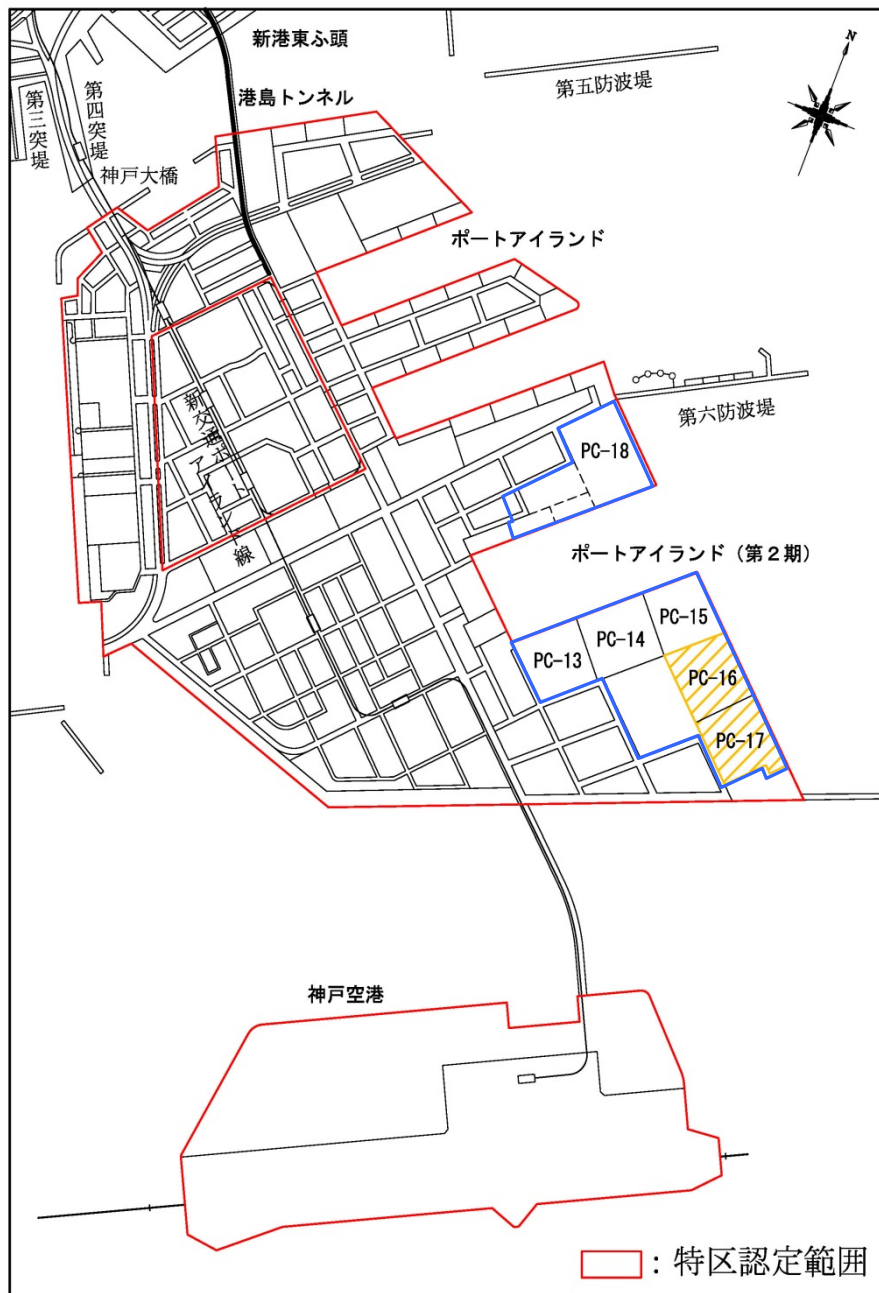 新港東ふ頭
N
第五防波堤
第四突堤
第三突堤
港島トンネル
神戸大橋
ポートアイランド
第六防波堤
新交通ポートアイランド線
PC-18
ポートアイランド（第２期）
PC-15
PC-14
PC-13
PC-16
PC-17
神戸空港
：特区認定範囲